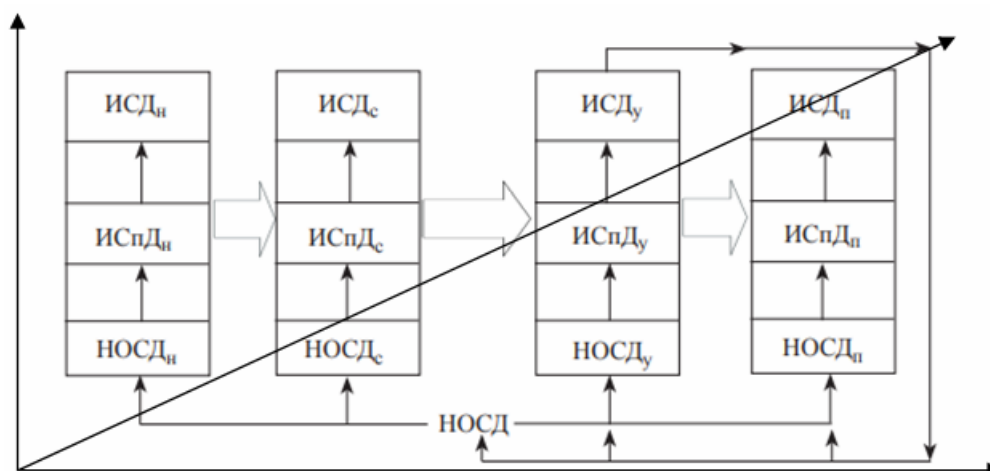 ИСДн ИСДс ИСДу ИСДп
ИСпДн ИСпДс ИСпДу ИСпДп
НОСДн НОСДс НОСДу НОСДп
НОСД